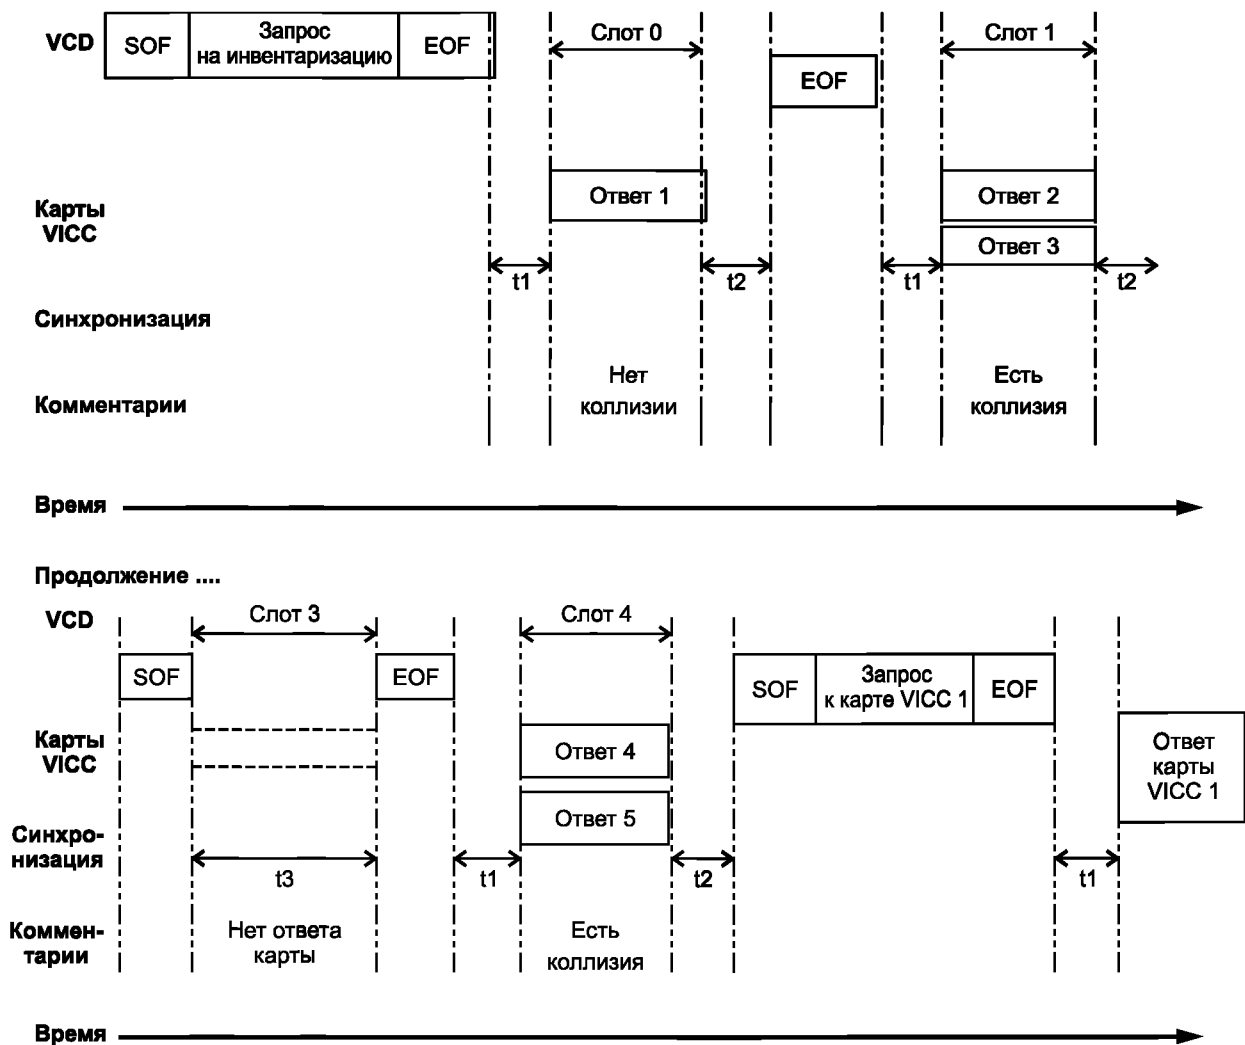 VCD
SOF
Запрос
на инвентаризацию
EOF
Слот 0
EOF
Слот 1
Карты
VICC
Ответ 1
Ответ 2
Ответ 3
t1
t2
t1
t2
Синхронизация
Комментарии
Нет
коллизии
Есть
коллизия
Время
Продолжение ....
VCD
Слот 3
Слот 4
SOF
EOF
SOF
Запрос
к карте VICC 1
EOF
Карты
VICC
Ответ 4
Ответ 5
Ответ
карты
VICC 1
Синхро-
низация
t3
t1
t2
t1
Коммен-
тарии
Нет ответа
карты
Есть
коллизия
Время